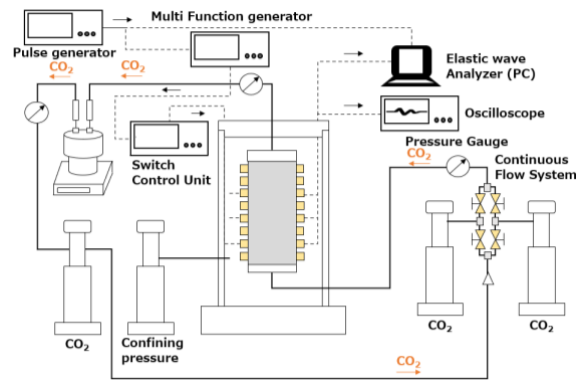 Multi Function generator
Pulse generator
CO2
CO2
Elastic wave
Analyzer (PC)
Oscilloscope
Switch
Control Unit
Pressure Gauge
CO2
Continuous
Flow System
CO2
Confining
pressure
CO2
CO2
CO2